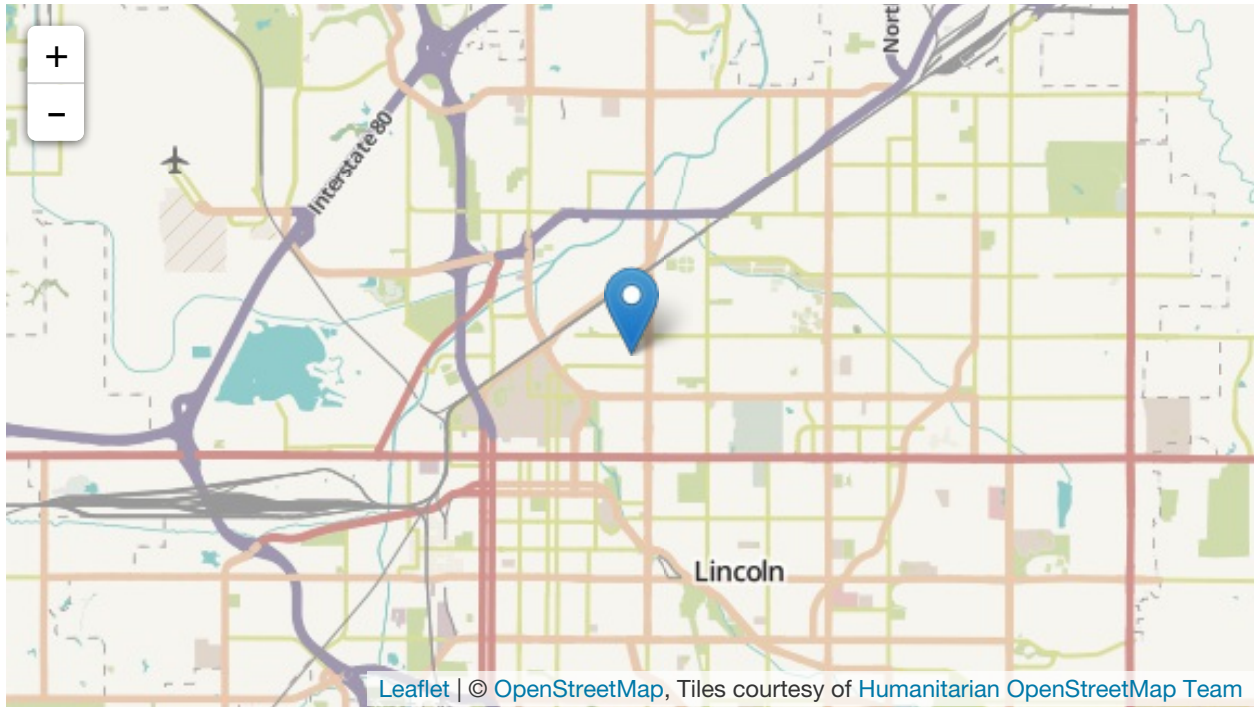 +
-
Nort
Interstate 80
Lincoln
Leaflet | © OpenStreetMap, Tiles courtesy of Humanitarian OpenStreetMap Team